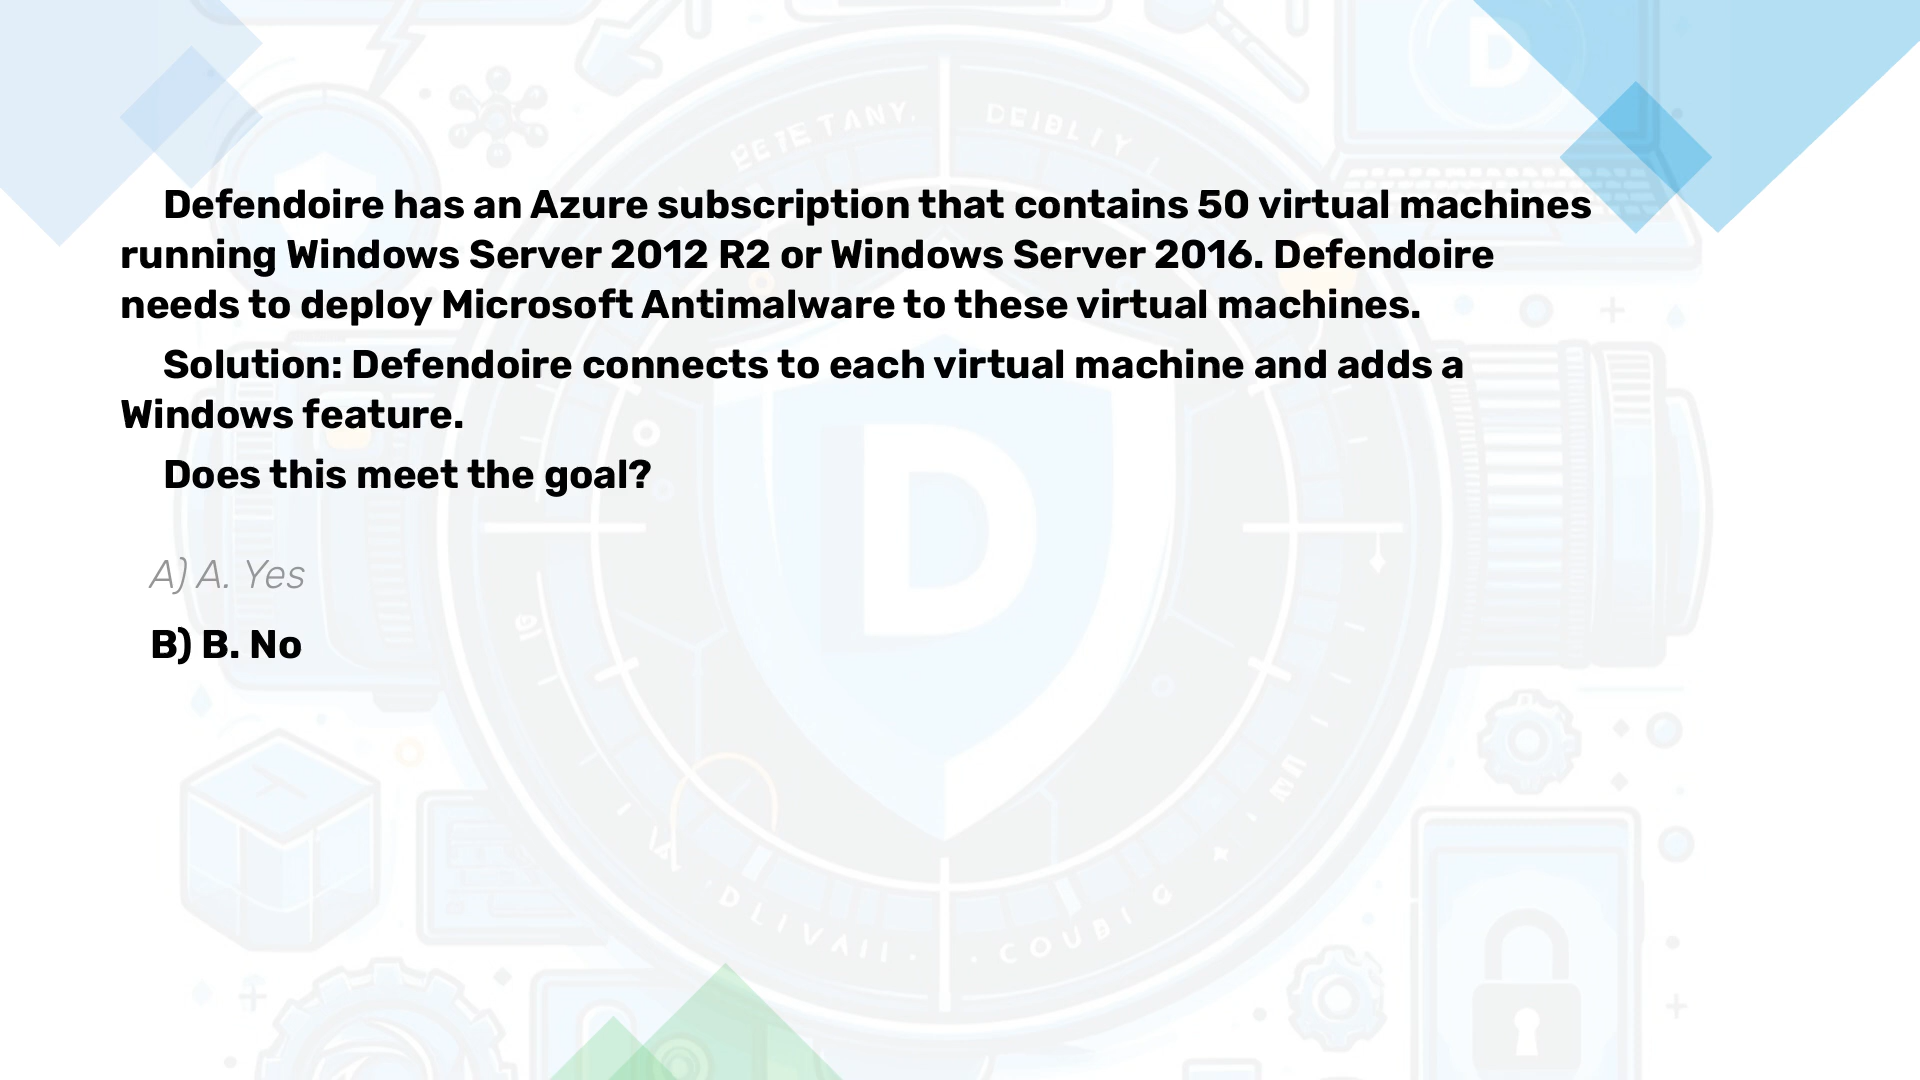 Defendoire has an Azure subscription that contains 50 virtual machines
running Windows Server 2012 R2 or Windows Server 2016. Defendoire
needs to deploy Microsoft Antimalware to these virtual machines.
Solution: Defendoire connects to each virtual machine and adds a
Windows feature.
Does this meet the goal?
A) A. Yes
B) B. No
D
D